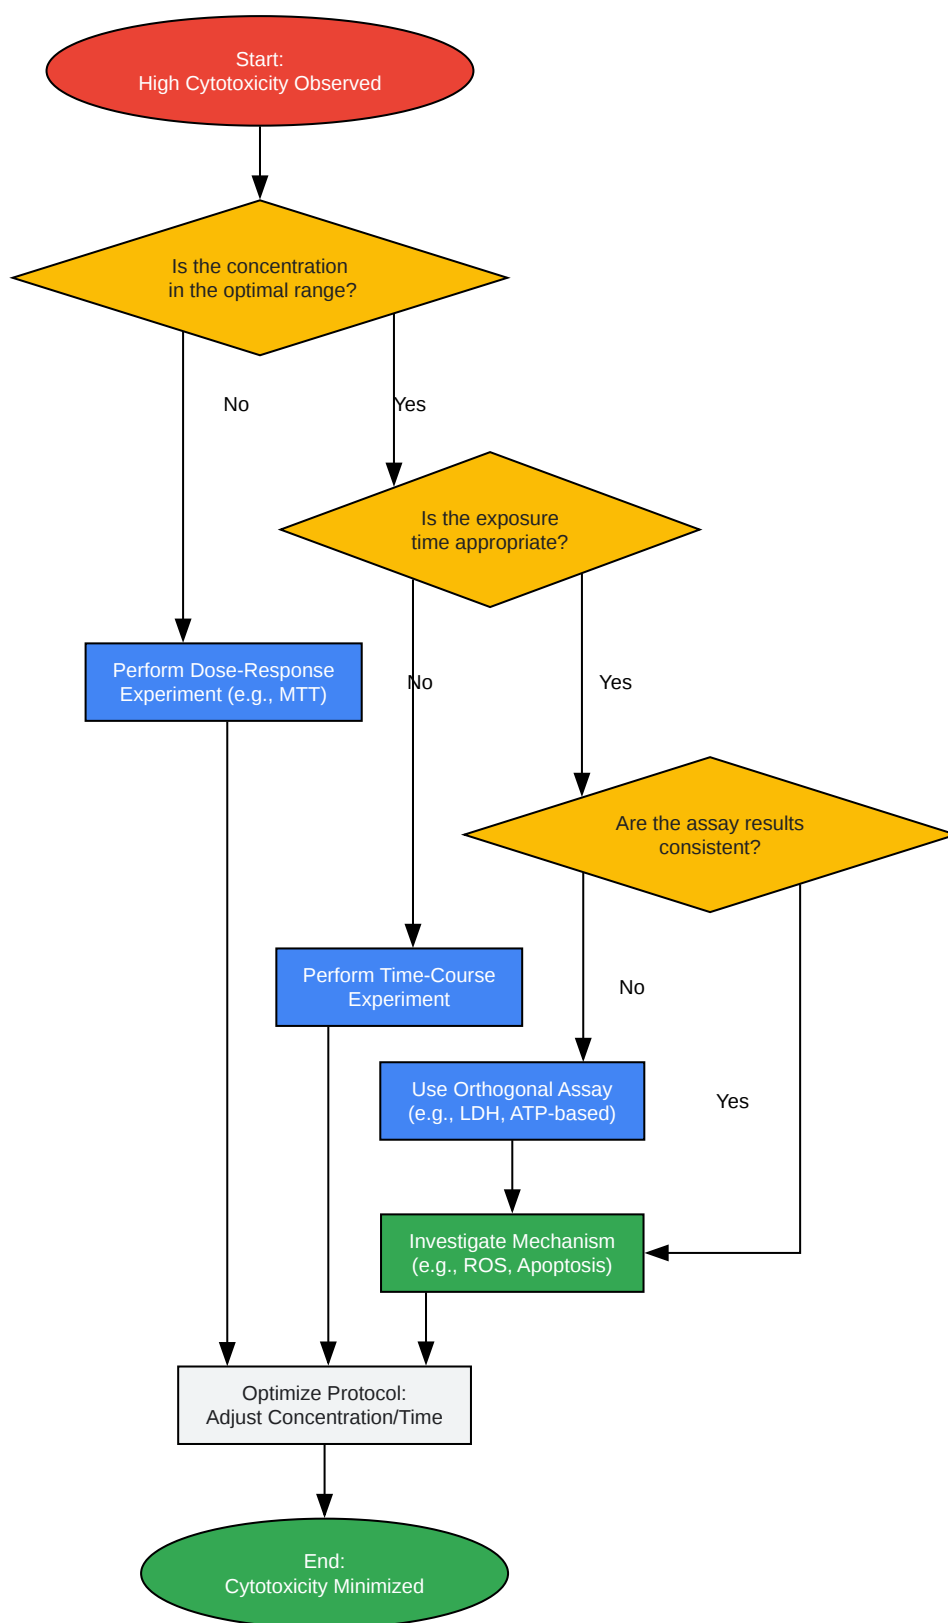 Start:
High Cytotoxicity Observed
Is the concentration
in the optimal range?
No
Yes
Is the exposure
time appropriate?
Perform Dose-Response
Experiment (e.g., MTT)
No
Yes
Are the assay results
consistent?
Perform Time-Course
Experiment
No
Use Orthogonal Assay
(e.g., LDH, ATP-based)
Yes
Investigate Mechanism
(e.g., ROS, Apoptosis)
Optimize Protocol:
Adjust Concentration/Time
End:
Cytotoxicity Minimized